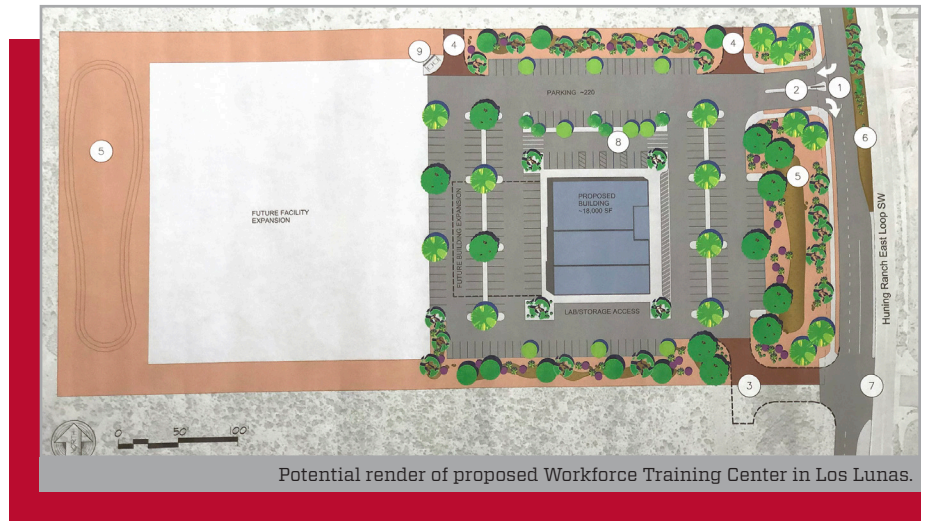 9
4
4
1
2
PARKING ~220
6
8
5
5
PROPOSED
BUILDING
~18,000 SF
FUTURE FACILITY
EXPANSION
FUTURE BUILDING EXPANSION
Huning Ranch East Loop SW
LAB/STORAGE ACCESS
3
7
0
50'
100'
Potential render of proposed Workforce Training Center in Los Lunas.